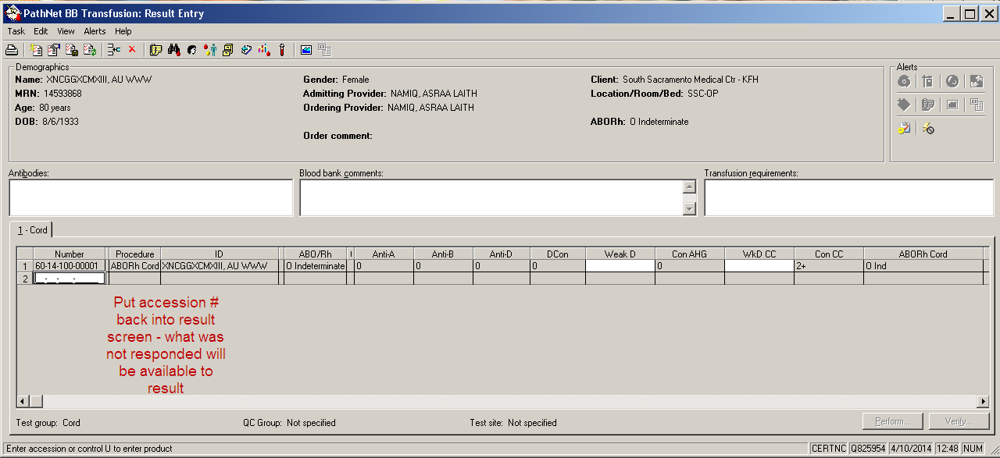 PathNet BB Transfusion: Result Entry
Task Edit View Alerts Help
Demographics
Alerts
Name: XNCGGXCMXIII, AU WWW
Gender: Female
Client: South Sacramento Medical Ctr - KFH
MRN: 14593868
Admitting Provider: NAMIQ, ASRAA LAITH
Location/Room/Bed: SSC-OP
Age: 80 years
Ordering Provider: NAMIQ, ASRAA LAITH
DOB: 8/6/1933
ABORh: O Indeterminate
Order comment:
Antibodies:
Blood bank comments:
Transfusion requirements:
1 - Cord
Number Procedure ID ABO/Rh I Anti-A Anti-B Anti-D DCon Weak D Con AHG WkD CC Con CC ABORh Cord
1 60-14-100-00001 ABORh Cord XNCGGXCMXIII, AU WWW O Indeterminate 0 0 0 0 0 2+ O Ind
2 __-__-___-_____
Put accession #
back into result
screen - what was
not responded will
be available to
result
Test group: Cord
QC Group: Not specified
Test site: Not specified
Perform...
Verify...
Enter accession or control U to enter product
CERTNC Q825954 4/10/2014 12:48 NUM